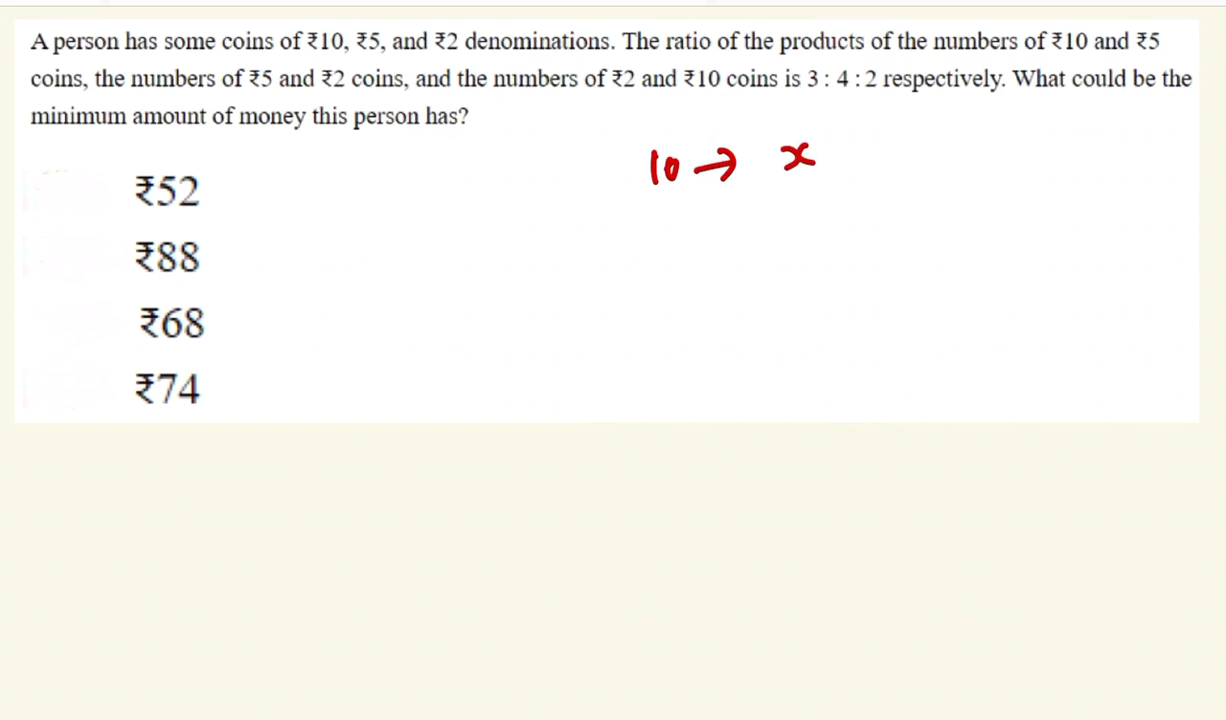 A person has some coins of ₹10, ₹5, and ₹2 denominations. The ratio of the products of the numbers of ₹10 and ₹5
coins, the numbers of ₹5 and ₹2 coins, and the numbers of ₹2 and ₹10 coins is 3 : 4 : 2 respectively. What could be the
minimum amount of money this person has?
10 → x
₹52
₹88
₹68
₹74